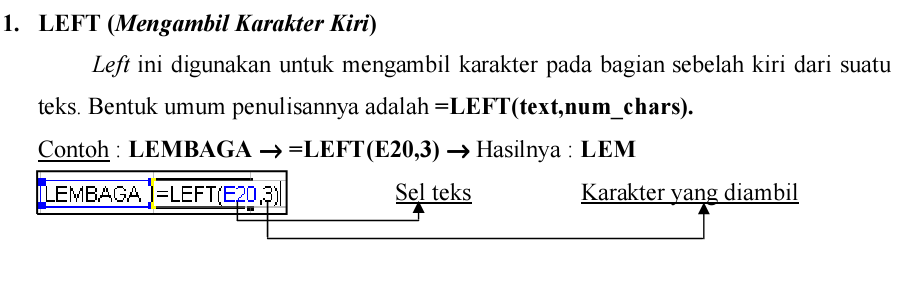 1. LEFT (Mengambil Karakter Kiri)
Left ini digunakan untuk mengambil karakter pada bagian sebelah kiri dari suatu
teks. Bentuk umum penulisannya adalah =LEFT(text,num_chars).
Contoh : LEMBAGA → =LEFT(E20,3) → Hasilnya : LEM
LEMBAGA =LEFT(E20,3) Sel teks Karakter yang diambil